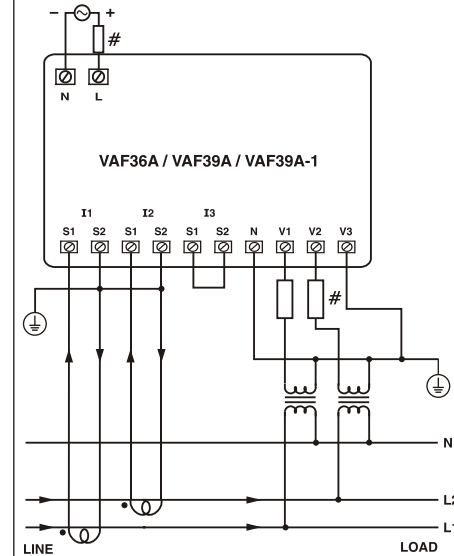 − +
#
N L
VAF36A / VAF39A / VAF39A-1
I1 I2 I3
S1 S2 S1 S2 S1 S2 N V1 V2 V3
#
N
L2
L1
LINE LOAD